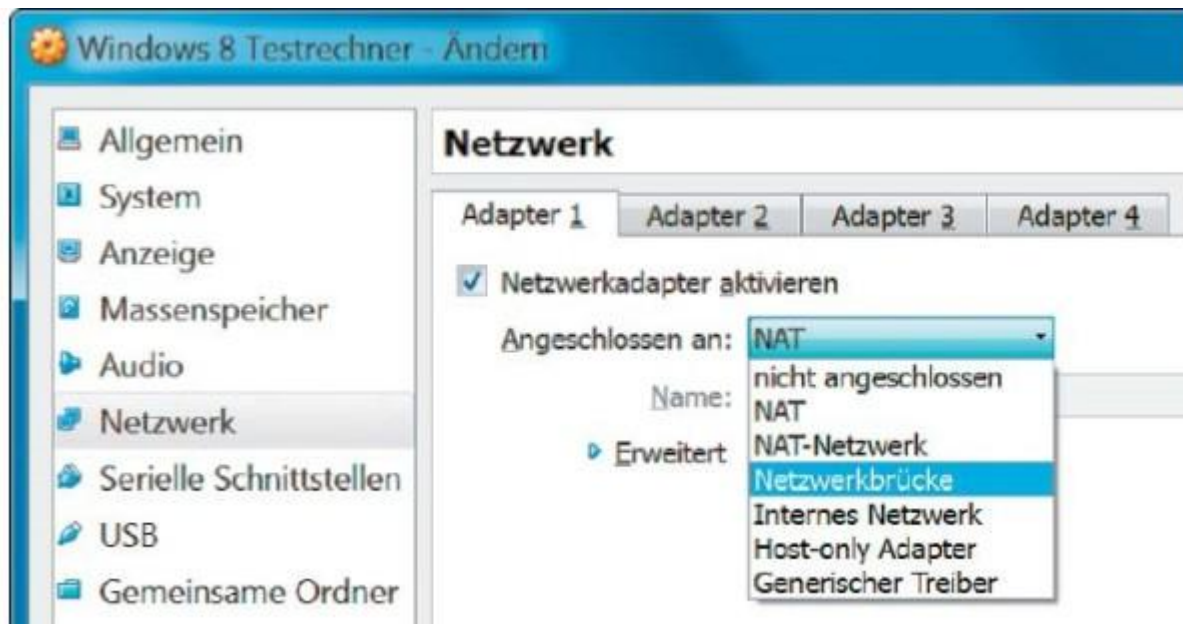 Windows 8 Testrechner - Ändern
Allgemein
System
Anzeige
Massenspeicher
Audio
Netzwerk
Serielle Schnittstellen
USB
Gemeinsame Ordner
Netzwerk
Adapter 1
Adapter 2
Adapter 3
Adapter 4
Netzwerkadapter aktivieren
Angeschlossen an: NAT
nicht angeschlossen
NAT
NAT-Netzwerk
Netzwerkbrücke
Internes Netzwerk
Host-only Adapter
Generischer Treiber
Name:
Erweitert